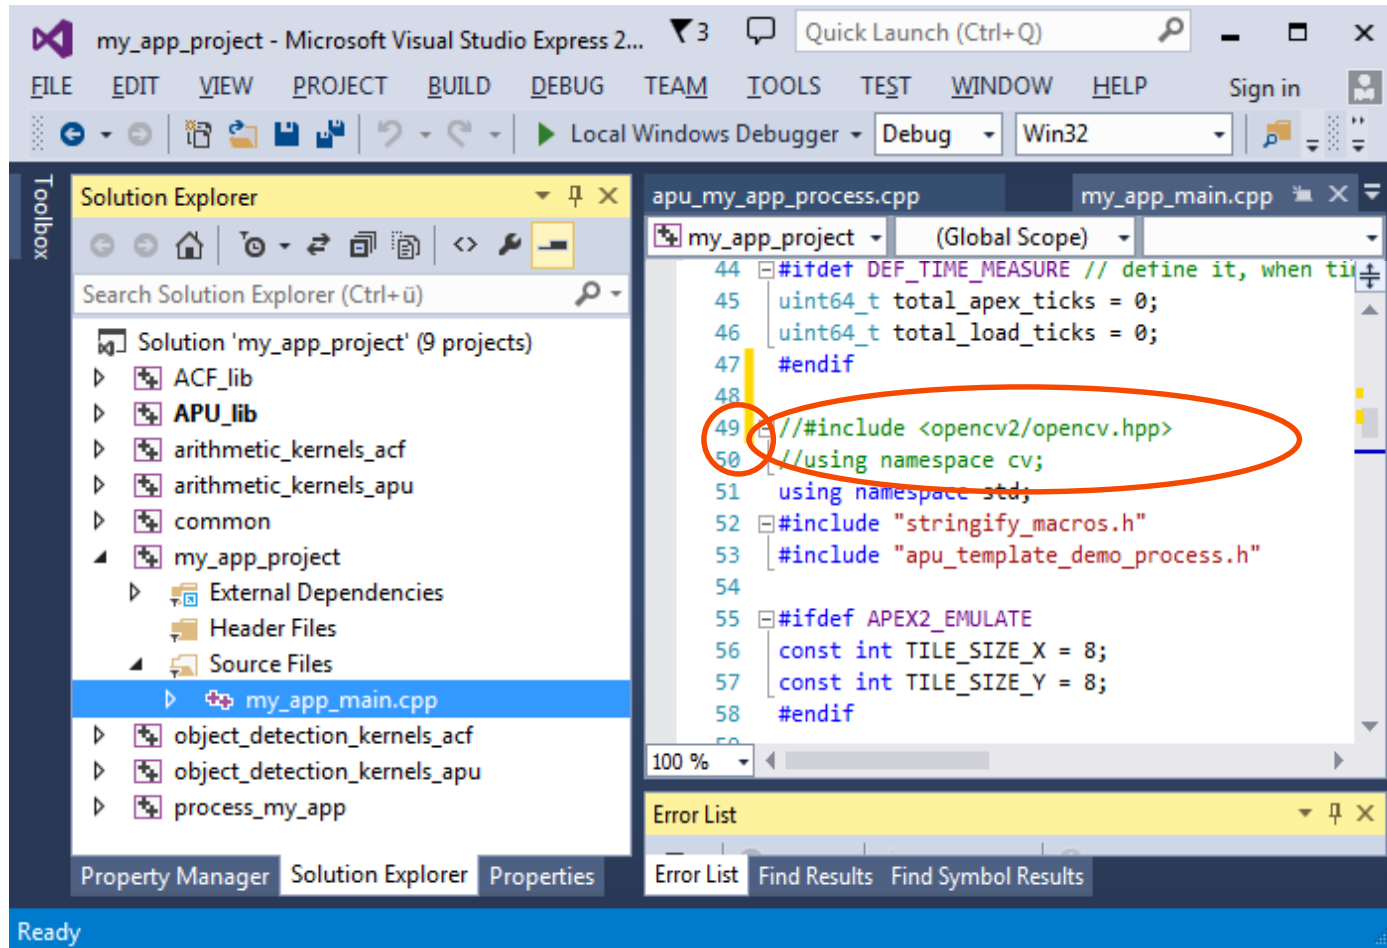 my_app_project - Microsoft Visual Studio Express 2... 3 Quick Launch (Ctrl+Q)
FILE EDIT VIEW PROJECT BUILD DEBUG TEAM TOOLS TEST WINDOW HELP Sign in
Local Windows Debugger Debug Win32
Toolbox
Solution Explorer
Search Solution Explorer (Ctrl+ü)
Solution 'my_app_project' (9 projects)
ACF_lib
APU_lib
arithmetic_kernels_acf
arithmetic_kernels_apu
common
my_app_project
External Dependencies
Header Files
Source Files
my_app_main.cpp
object_detection_kernels_acf
object_detection_kernels_apu
process_my_app
Property Manager Solution Explorer Properties
apu_my_app_process.cpp my_app_main.cpp
my_app_project (Global Scope)
44 #ifdef DEF_TIME_MEASURE // define it, when
45 uint64_t total_apex_ticks = 0;
46 uint64_t total_load_ticks = 0;
47 #endif
48
49 //#include <opencv2/opencv.hpp>
50 //using namespace cv;
51 using namespace std;
52 #include "stringify_macros.h"
53 #include "apu_template_demo_process.h"
54
55 #ifdef APEX2_EMULATE
56 const int TILE_SIZE_X = 8;
57 const int TILE_SIZE_Y = 8;
58 #endif
100 %
Error List
Error List Find Results Find Symbol Results
Ready